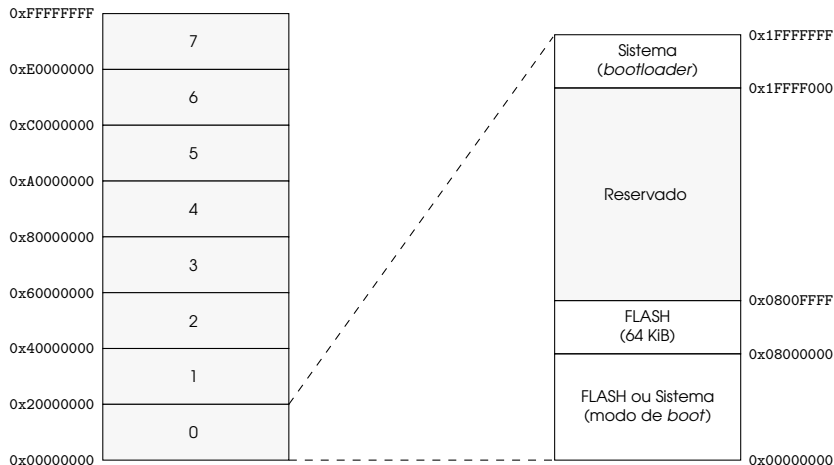 0xFFFFFFFF
7
0xE0000000
6
0xC0000000
5
0xA0000000
4
0x80000000
3
0x60000000
2
0x40000000
1
0x20000000
0
0x00000000
0x1FFFFFFF
Sistema
(bootloader)
0x1FFFF000
Reservado
0x0800FFFF
FLASH
(64 KiB)
0x08000000
FLASH ou Sistema
(modo de boot)
0x00000000